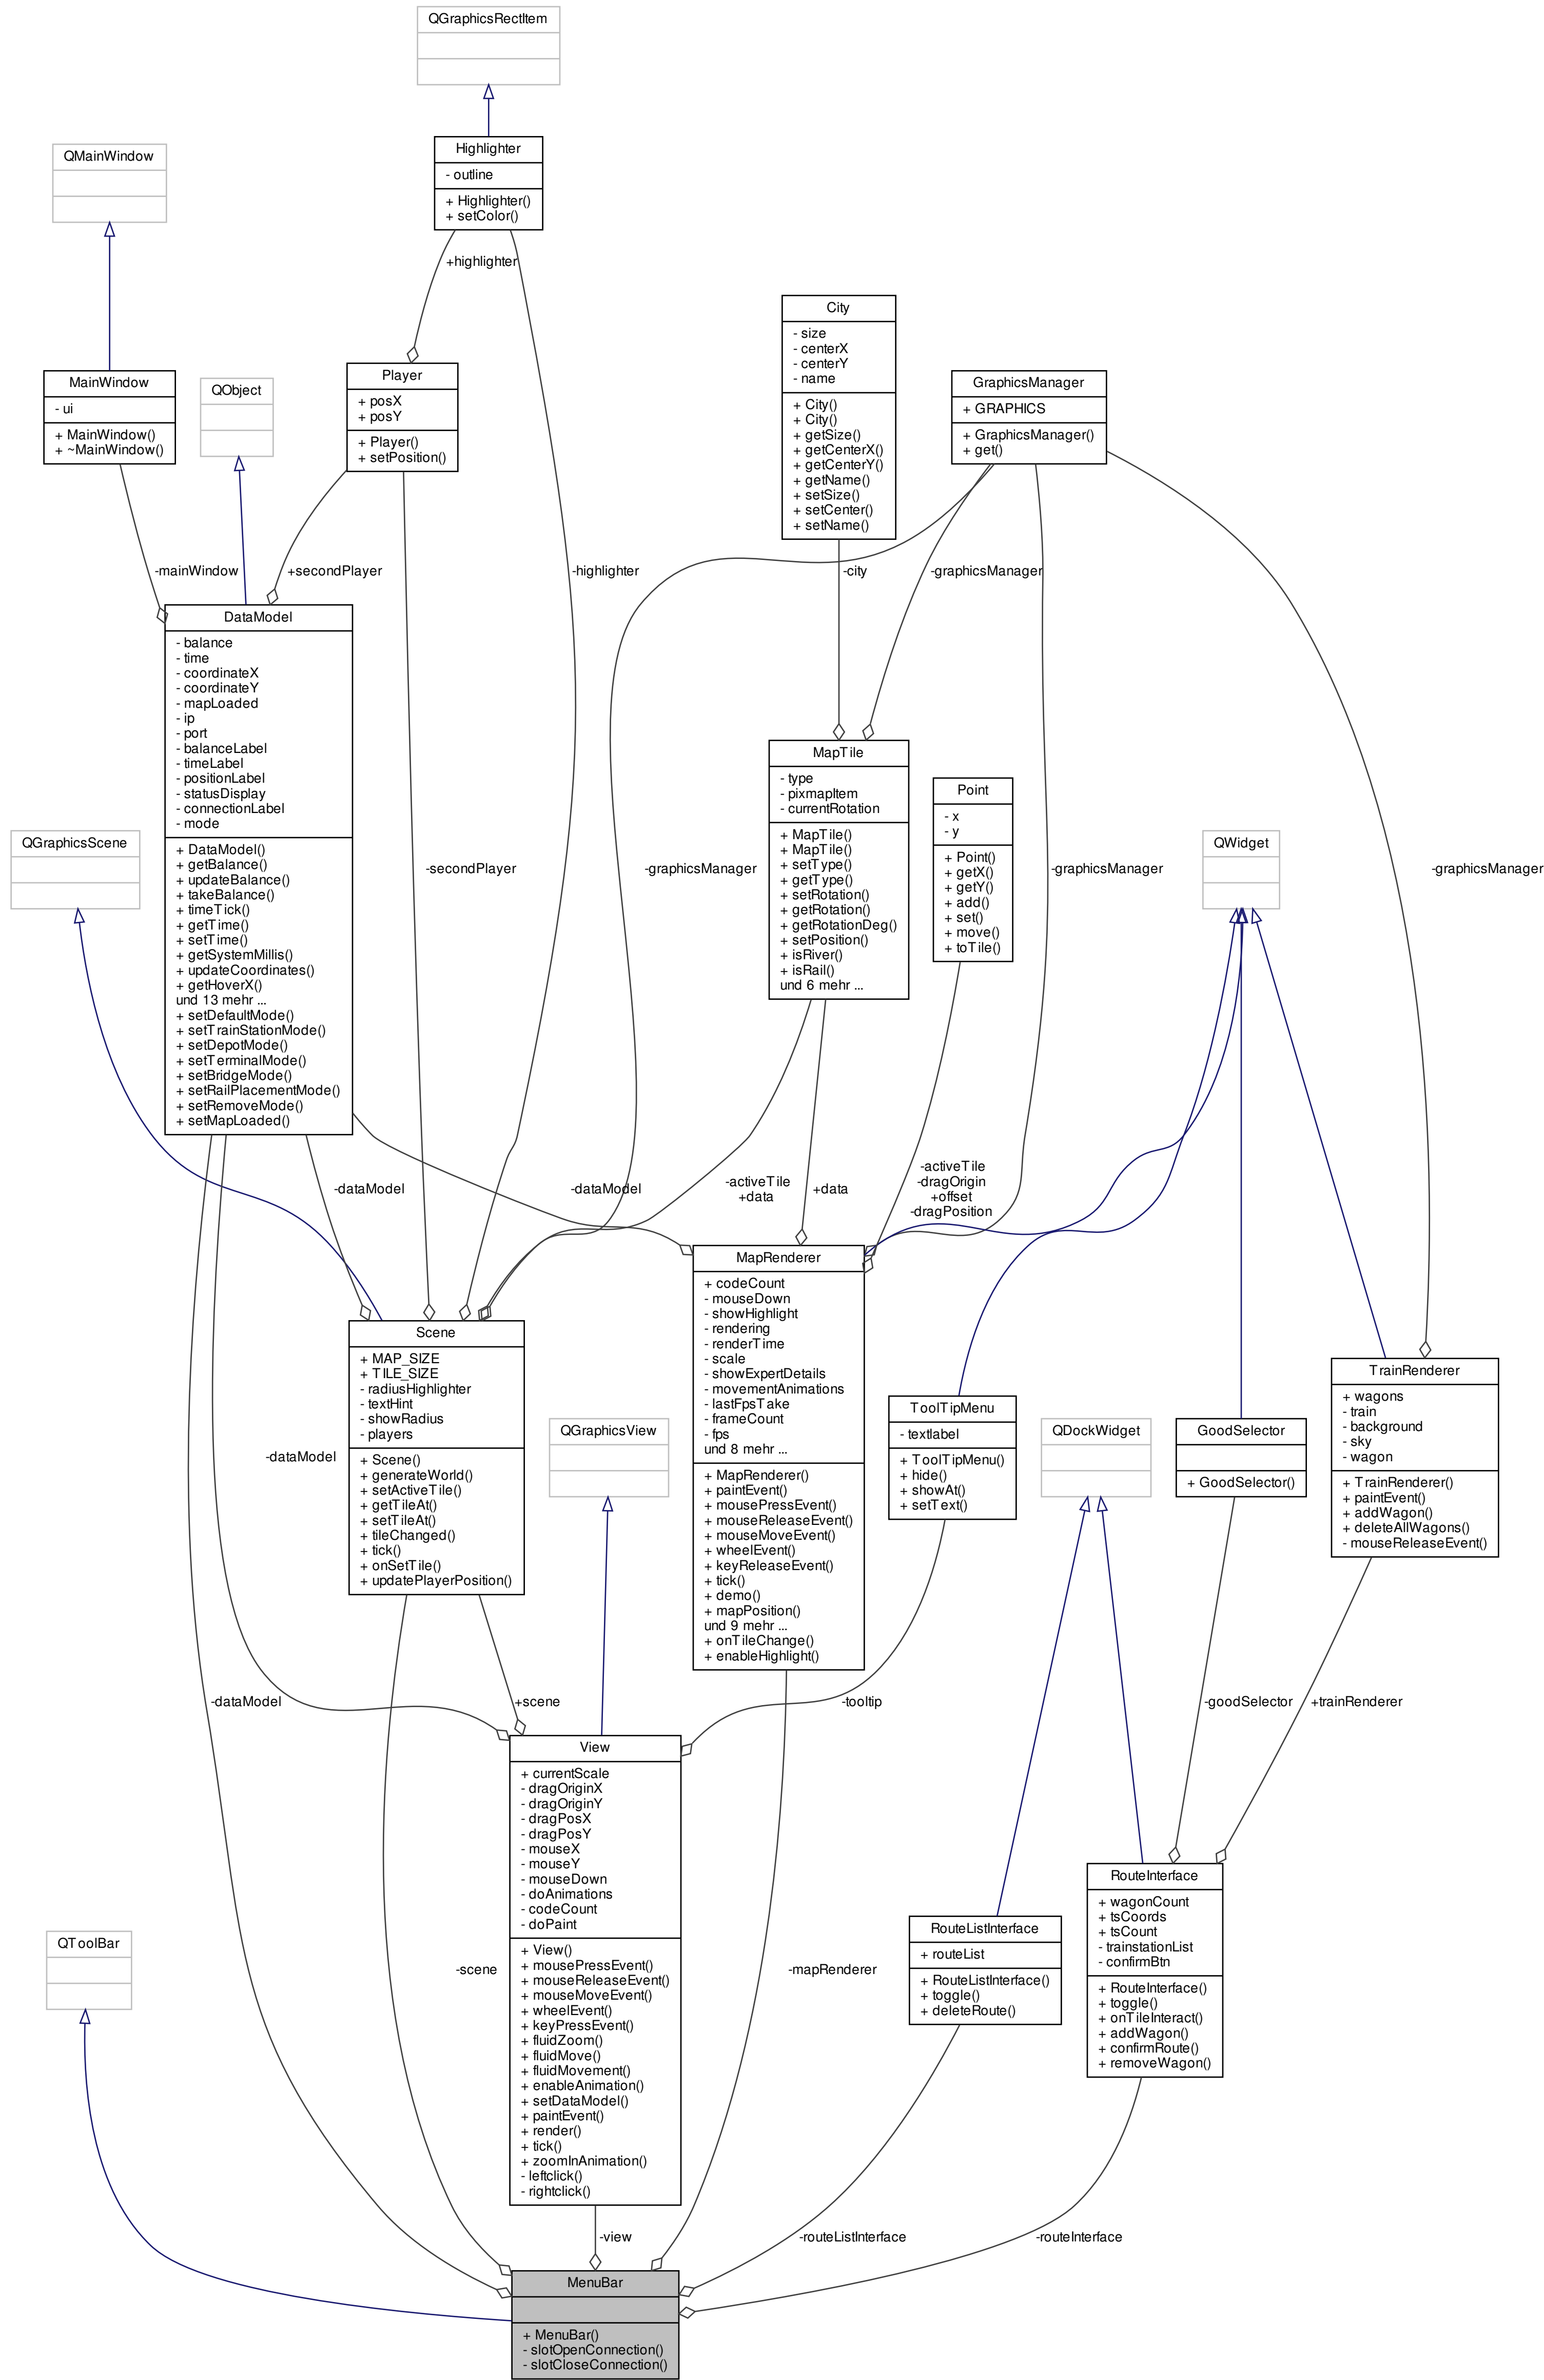 QGraphicsRectItem
Highlighter
- outline
+ Highlighter()
+ setColor()
QMainWindow
+highlighter
City
- size
- centerX
- centerY
- name
+ City()
+ City()
+ getSize()
+ getCenterX()
+ getCenterY()
+ getName()
+ setSize()
+ setCenter()
+ setName()
MainWindow
- ui
+ MainWindow()
+ ~MainWindow()
QObject
Player
+ posX
+ posY
+ Player()
+ setPosition()
GraphicsManager
+ GRAPHICS
+ GraphicsManager()
+ get()
-mainWindow
+secondPlayer
-highlighter
-city
-graphicsManager
DataModel
- balance
- time
- coordinateX
- coordinateY
- mapLoaded
- ip
- port
- balanceLabel
- timeLabel
- positionLabel
- statusDisplay
- connectionLabel
- mode
+ DataModel()
+ getBalance()
+ updateBalance()
+ takeBalance()
+ timeTick()
+ getTime()
+ setTime()
+ getSystemMillis()
+ updateCoordinates()
+ getHoverX()
und 13 mehr ...
+ setDefaultMode()
+ setTrainStationMode()
+ setDepotMode()
+ setTerminalMode()
+ setBridgeMode()
+ setRailPlacementMode()
+ setRemoveMode()
+ setMapLoaded()
MapTile
- type
- pixmapItem
- currentRotation
+ MapTile()
+ MapTile()
+ setType()
+ getType()
+ setRotation()
+ getRotation()
+ getRotationDeg()
+ setPosition()
+ isRiver()
+ isRail()
und 6 mehr ...
Point
- x
- y
+ Point()
+ getX()
+ getY()
+ add()
+ set()
+ move()
+ toTile()
QGraphicsScene
QWidget
-secondPlayer
-graphicsManager
-graphicsManager
-graphicsManager
-dataModel
-dataModel
-activeTile
+data
+data
-activeTile
-dragOrigin
+offset
-dragPosition
MapRenderer
+ codeCount
- mouseDown
- showHighlight
- rendering
- renderTime
- scale
- showExpertDetails
- movementAnimations
- lastFpsTake
- frameCount
- fps
und 8 mehr ...
+ MapRenderer()
+ paintEvent()
+ mousePressEvent()
+ mouseReleaseEvent()
+ mouseMoveEvent()
+ wheelEvent()
+ keyReleaseEvent()
+ tick()
+ demo()
+ mapPosition()
und 9 mehr ...
+ onTileChange()
+ enableHighlight()
Scene
+ MAP_SIZE
+ TILE_SIZE
- radiusHighlighter
- textHint
- showRadius
- players
+ Scene()
+ generateWorld()
+ setActiveTile()
+ getTileAt()
+ setTileAt()
+ tileChanged()
+ tick()
+ onSetTile()
+ updatePlayerPosition()
-dataModel
QGraphicsView
ToolTipMenu
- textlabel
+ ToolTipMenu()
+ hide()
+ showAt()
+ setText()
QDockWidget
GoodSelector
+ GoodSelector()
TrainRenderer
+ wagons
- train
- background
- sky
- wagon
+ TrainRenderer()
+ paintEvent()
+ addWagon()
+ deleteAllWagons()
- mouseReleaseEvent()
-dataModel
+scene
-tooltip
-goodSelector
+trainRenderer
View
+ currentScale
- dragOriginX
- dragOriginY
- dragPosX
- dragPosY
- mouseX
- mouseY
- mouseDown
- doAnimations
- codeCount
- doPaint
+ View()
+ mousePressEvent()
+ mouseReleaseEvent()
+ mouseMoveEvent()
+ wheelEvent()
+ keyPressEvent()
+ fluidZoom()
+ fluidMove()
+ fluidMovement()
+ enableAnimation()
+ setDataModel()
+ paintEvent()
+ render()
+ tick()
+ zoomInAnimation()
- leftclick()
- rightclick()
RouteInterface
+ wagonCount
+ tsCoords
+ tsCount
- trainstationList
- confirmBtn
+ RouteInterface()
+ toggle()
+ onTileInteract()
+ addWagon()
+ confirmRoute()
+ removeWagon()
RouteListInterface
+ routeList
+ RouteListInterface()
+ toggle()
+ deleteRoute()
QToolBar
-scene
-mapRenderer
-view
-routeListInterface
-routeInterface
MenuBar
+ MenuBar()
- slotOpenConnection()
- slotCloseConnection()